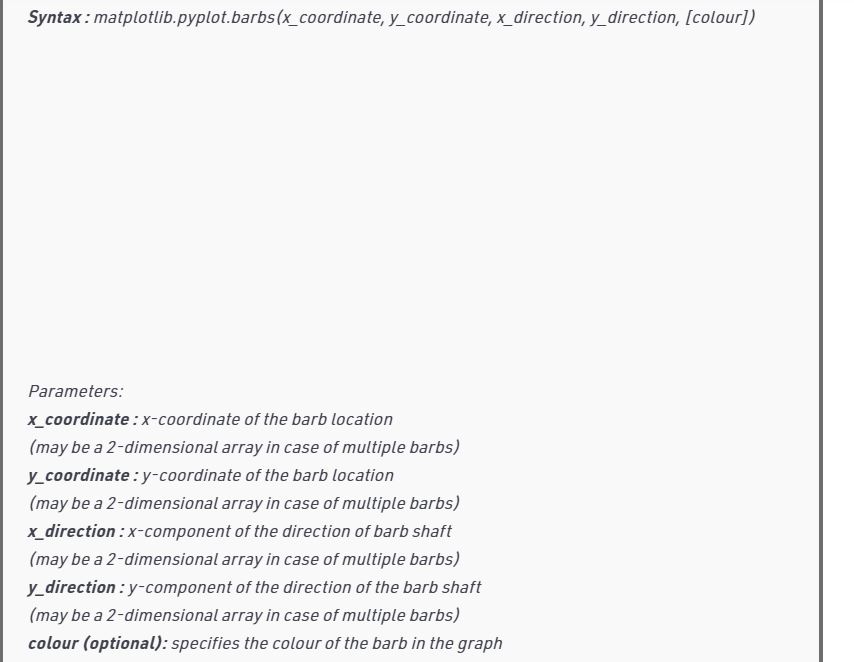 Syntax : matplotlib.pyplot.barbs(x_coordinate, y_coordinate, x_direction, y_direction, [colour])
Parameters:
x_coordinate : x-coordinate of the barb location
(may be a 2-dimensional array in case of multiple barbs)
y_coordinate : y-coordinate of the barb location
(may be a 2-dimensional array in case of multiple barbs)
x_direction : x-component of the direction of barb shaft
(may be a 2-dimensional array in case of multiple barbs)
y_direction : y-component of the direction of the barb shaft
(may be a 2-dimensional array in case of multiple barbs)
colour (optional): specifies the colour of the barb in the graph